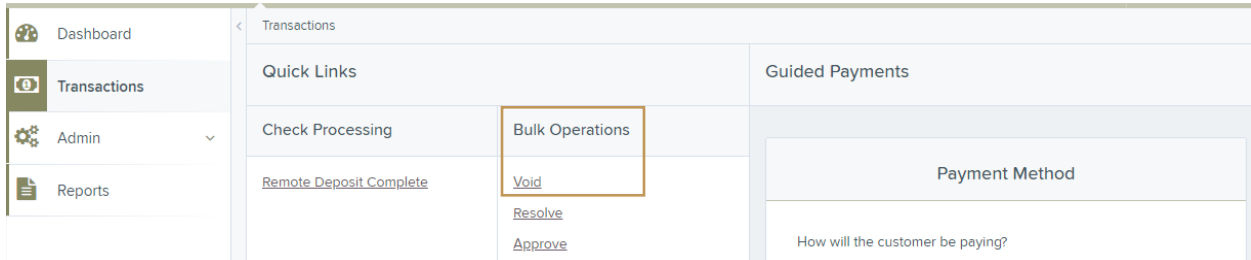 Dashboard
Transactions
Admin
Reports
Transactions
Quick Links
Check Processing
Remote Deposit Complete
Bulk Operations
Void
Resolve
Approve
Guided Payments
Payment Method
How will the customer be paying?